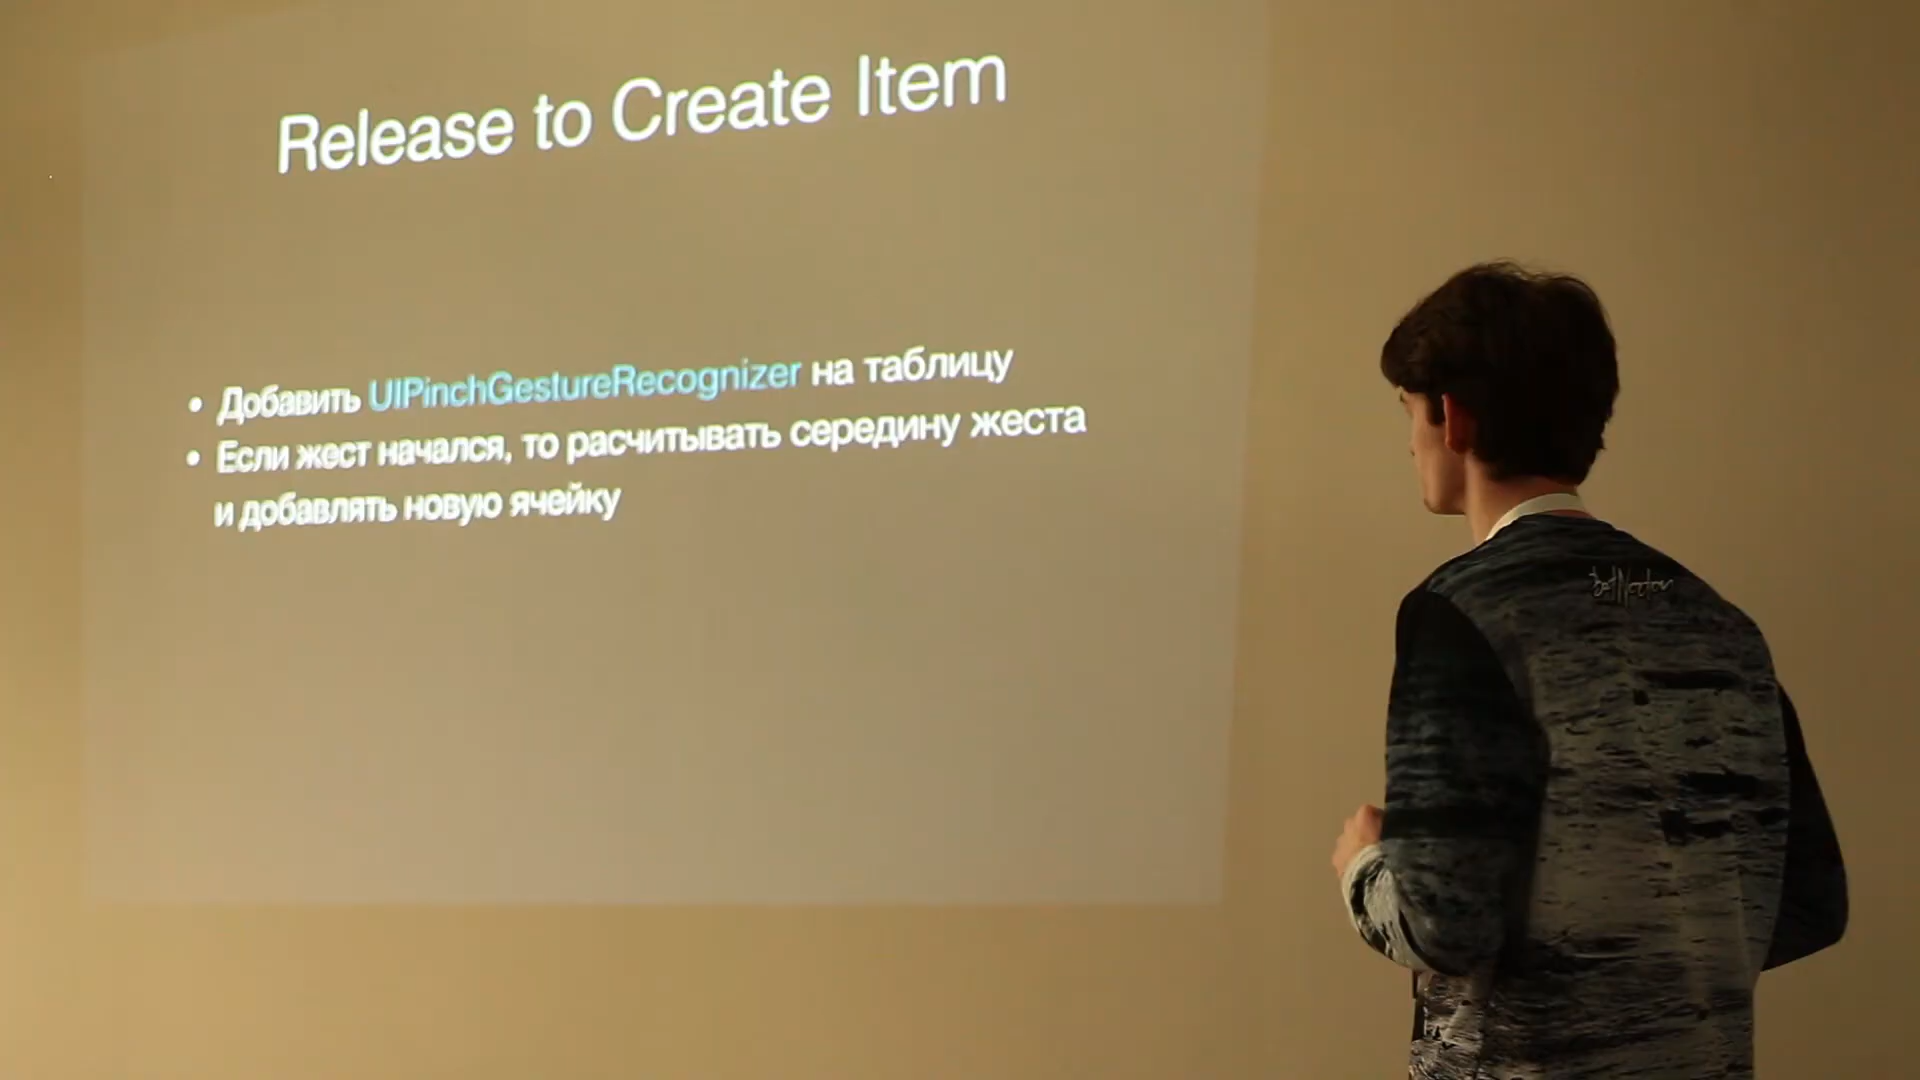 Release to Create Item
• Добавить UIPinchGestureRecognizer на таблицу
• Если жест начался, то расчитывать середину жеста
и добавлять новую ячейку